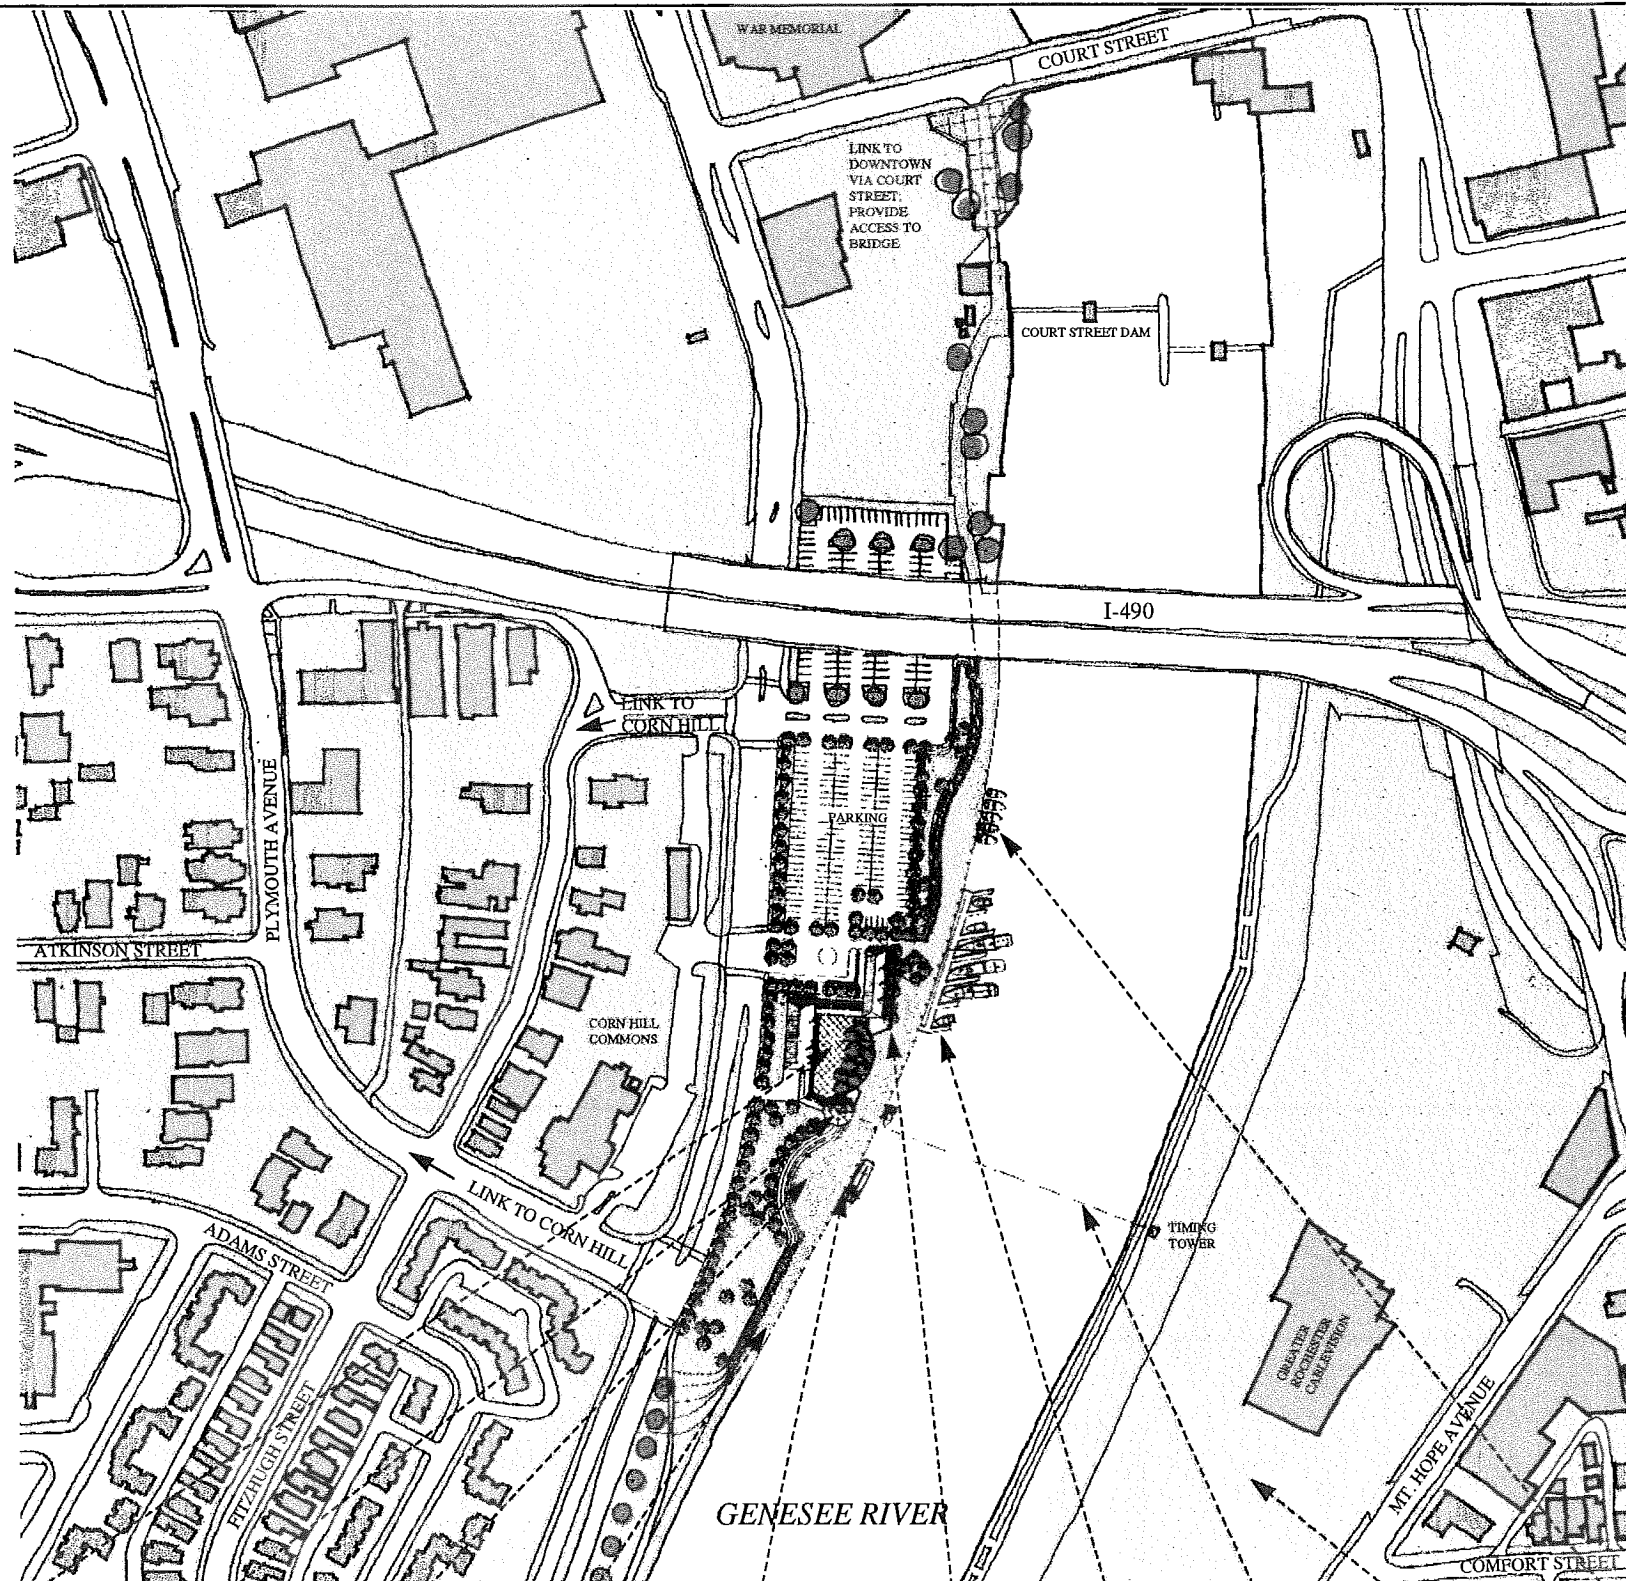 WAR MEMORIAL
COURT STREET
LINK TO
DOWNTOWN
VIA COURT
STREET;
PROVIDE
ACCESS TO
BRIDGE
COURT STREET DAM
I-490
LINK TO
CORN HILL
PARKING
PLYMOUTH AVENUE
ATKINSON STREET
CORN HILL
COMMONS
LINK TO CORN HILL
ADAMS STREET
TIMING
TOWER
FITZHUGH STREET
GREATER
ROCHESTER
CABLEVISION
MT. HOPE AVENUE
GENESEE RIVER
COMFORT STREET